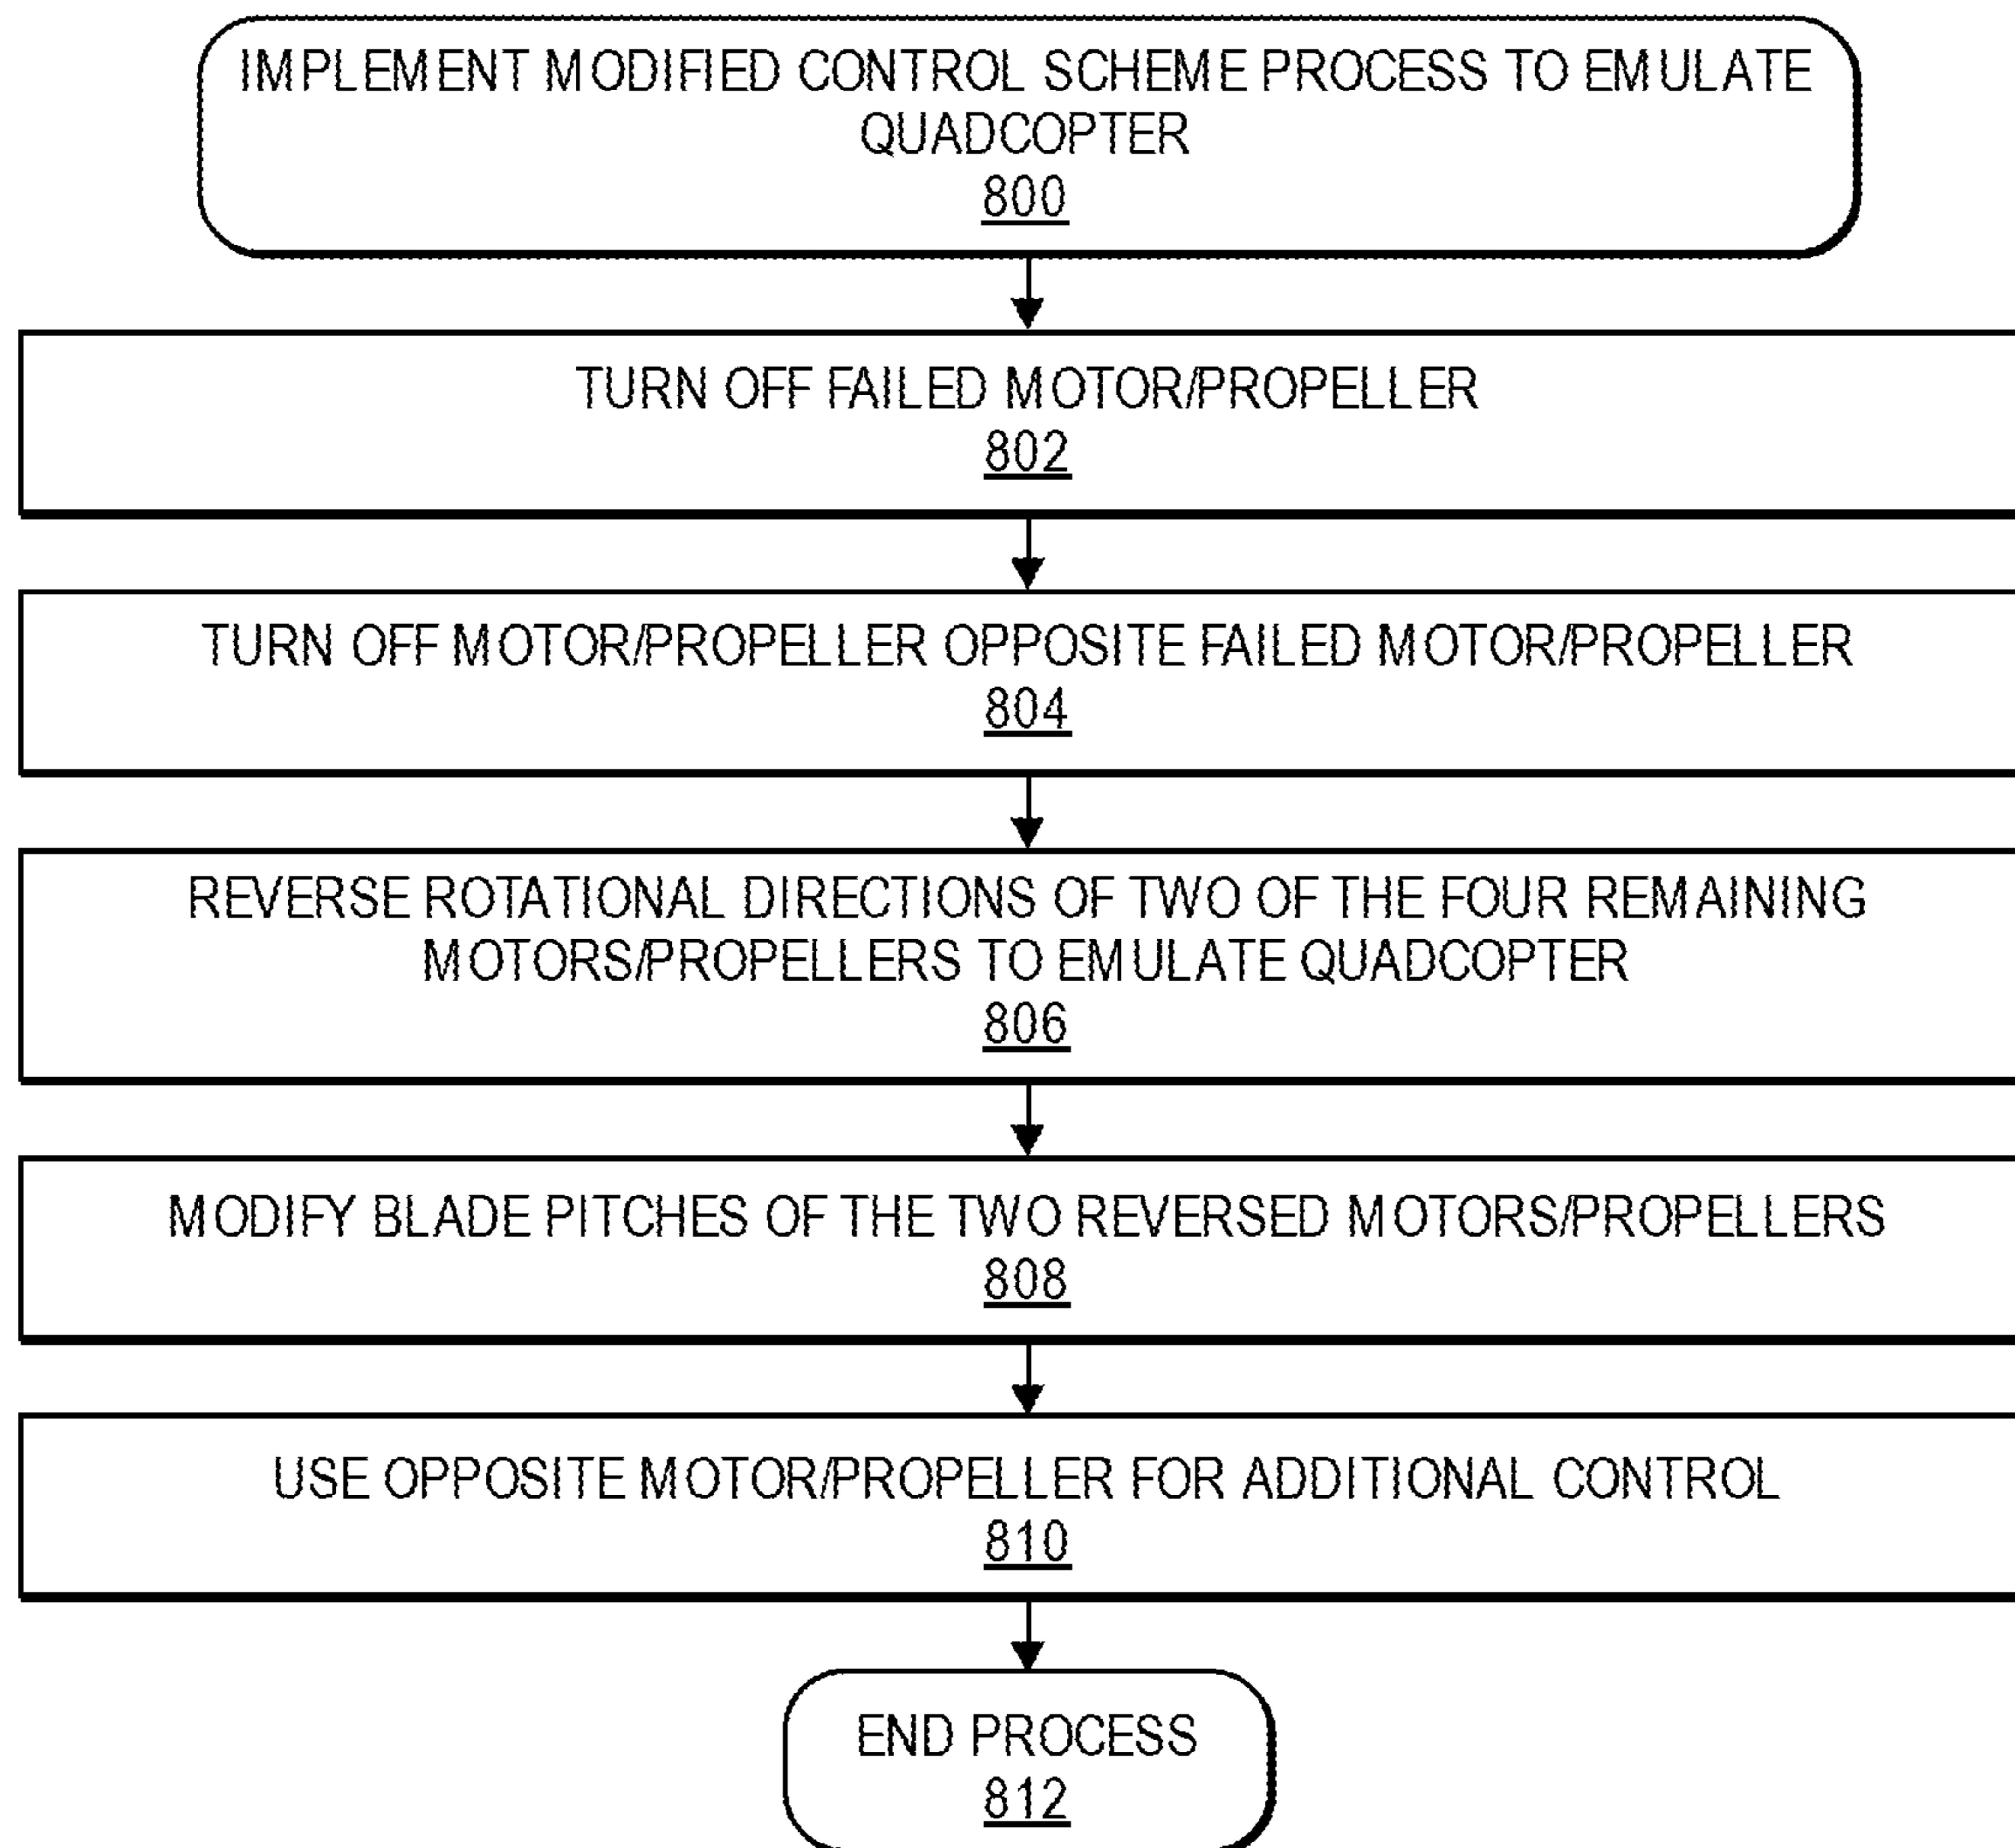 IMPLEMENT MODIFIED CONTROL SCHEME PROCESS TO EMULATE
QUADCOPTER
800
TURN OFF FAILED MOTOR/PROPELLER
802
TURN OFF MOTOR/PROPELLER OPPOSITE FAILED MOTOR/PROPELLER
804
REVERSE ROTATIONAL DIRECTIONS OF TWO OF THE FOUR REMAINING
MOTORS/PROPELLERS TO EMULATE QUADCOPTER
806
MODIFY BLADE PITCHES OF THE TWO REVERSED MOTORS/PROPELLERS
808
USE OPPOSITE MOTOR/PROPELLER FOR ADDITIONAL CONTROL
810
END PROCESS
812